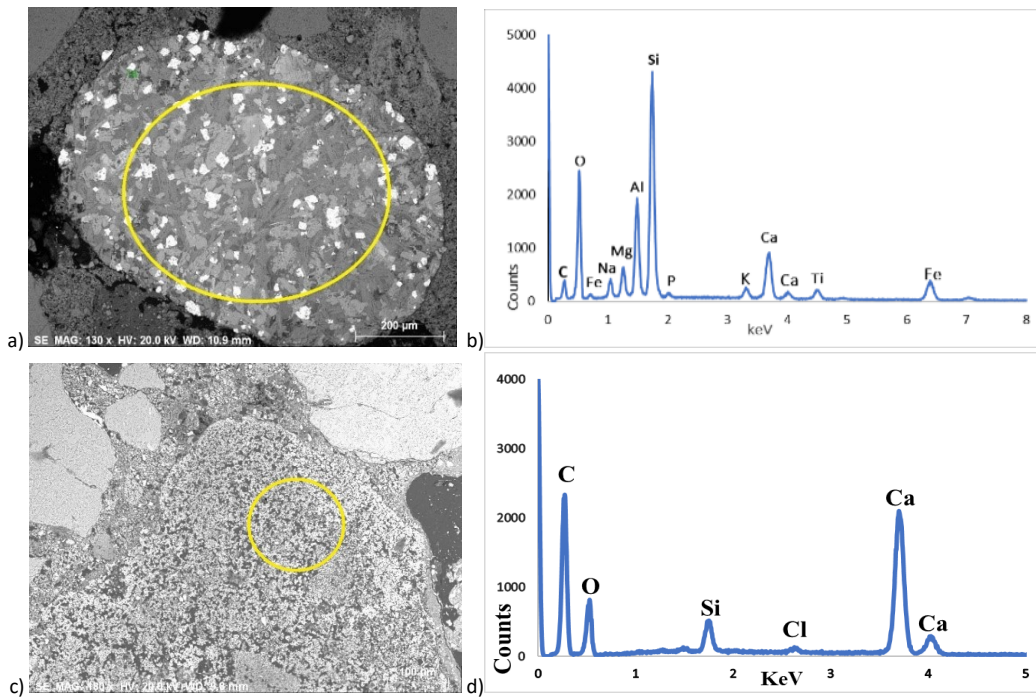 a)
200 µm
SE MAG: 130 x HV: 20.0 kV WD: 10.9 mm
b)
5000
4000
3000
2000
1000
0
Counts
C
O
Fe
Na
Mg
Al
Si
P
K
Ca
Ca
Ti
Fe
0 1 2 3 4 5 6 7 8
keV
c)
d)
4000
3000
2000
1000
0
Counts
C
O
Si
Cl
Ca
Ca
0 1 2 3 4 5
KeV